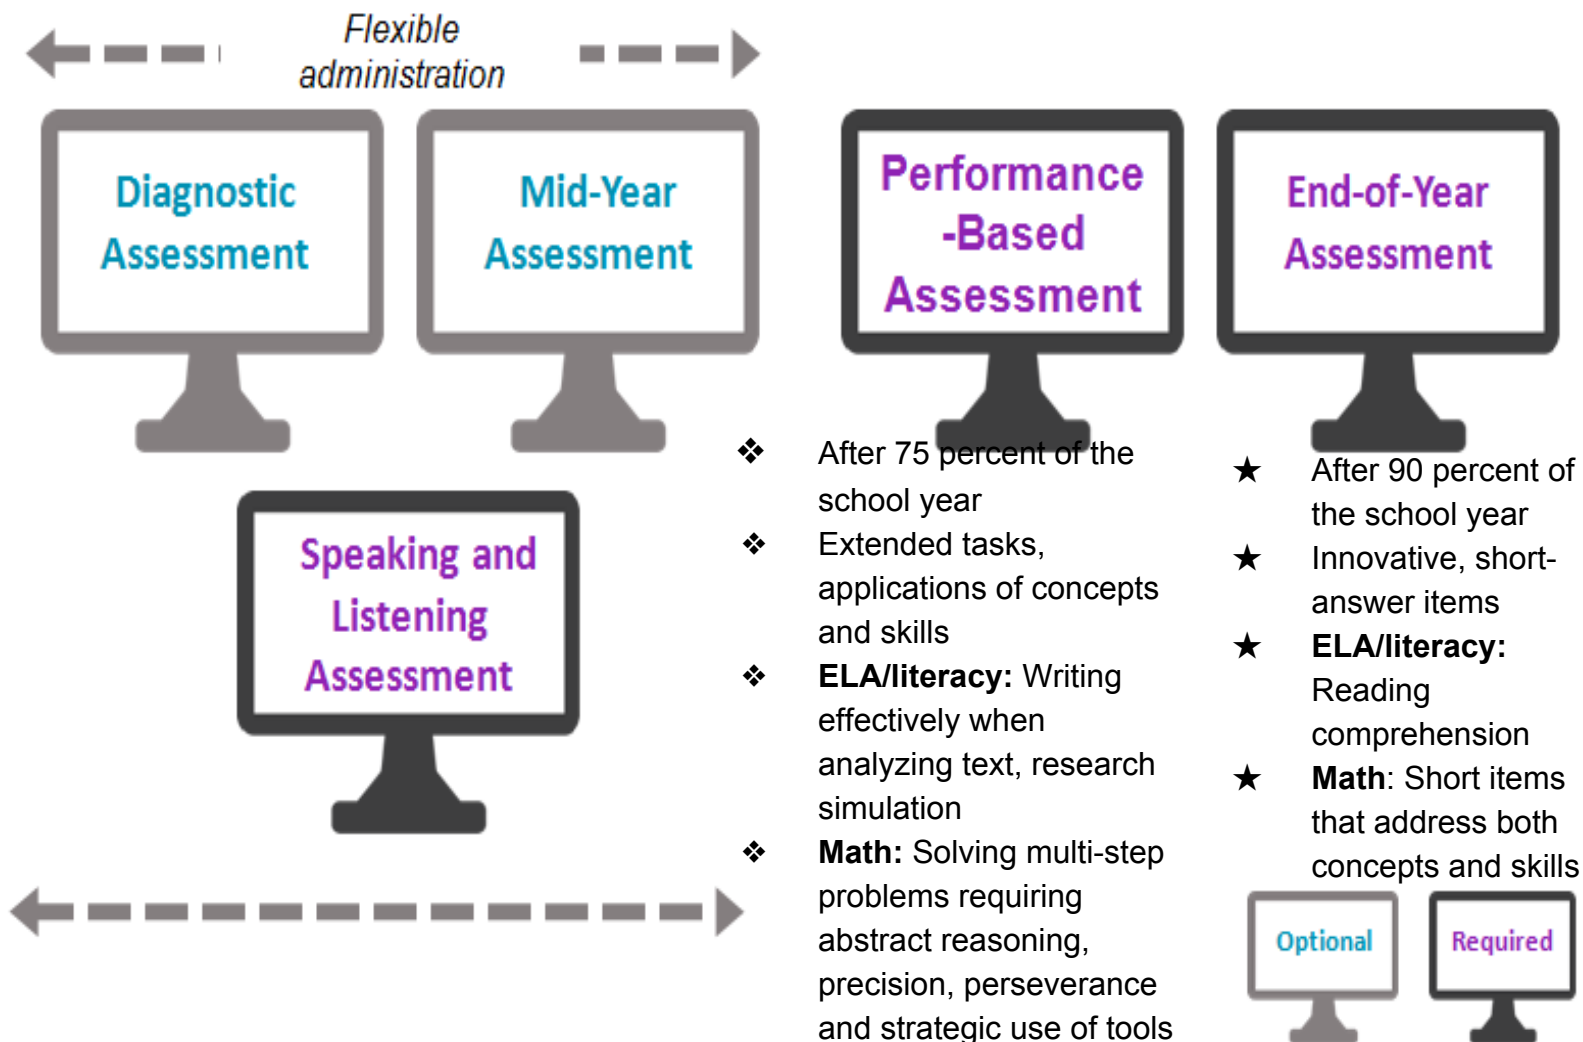 Flexible
administration
Diagnostic
Assessment
Mid-Year
Assessment
Performance
-Based
Assessment
End-of-Year
Assessment
Speaking and
Listening
Assessment
❖ After 75 percent of the
school year
❖ Extended tasks,
applications of concepts
and skills
❖ ELA/literacy: Writing
effectively when
analyzing text, research
simulation
❖ Math: Solving multi-step
problems requiring
abstract reasoning,
precision, perseverance
and strategic use of tools
★ After 90 percent of
the school year
★ Innovative, short-
answer items
★ ELA/literacy:
Reading
comprehension
★ Math: Short items
that address both
concepts and skills
Optional
Required